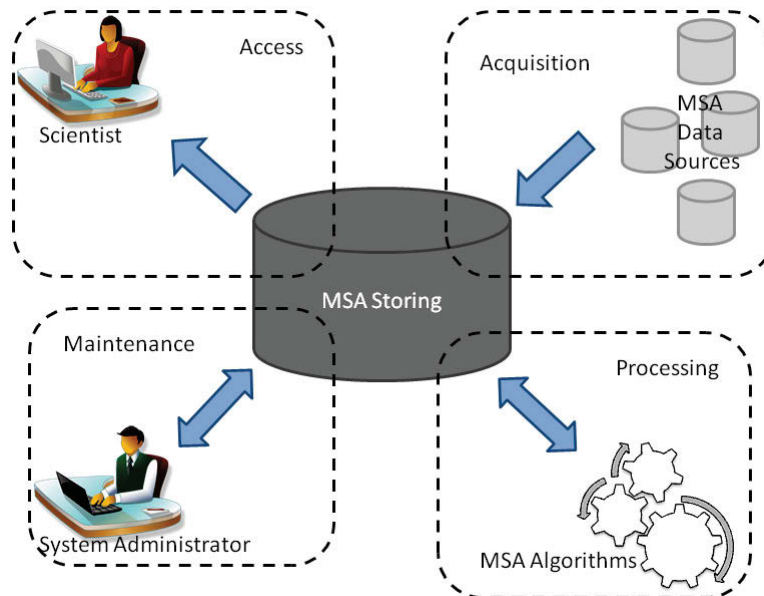 Access
Scientist
Acquisition
MSA
Data
Sources
MSA Storing
Maintenance
System Administrator
Processing
MSA Algorithms